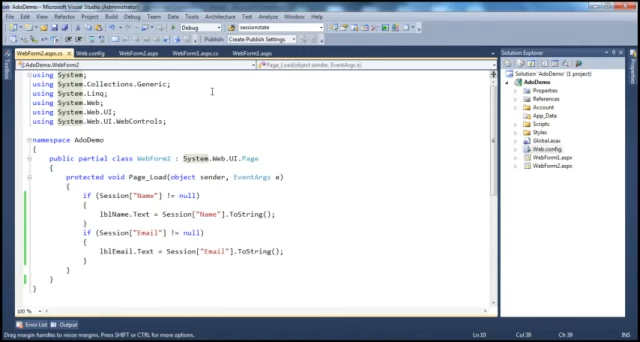 AdoDemo - Microsoft Visual Studio (Administrator)
File Edit View Refactor Project Build Debug Team Data Tools Architecture Test Analyze Window Help
Debug sessionstate
Publish: Create Publish Settings
WebForm2.aspx.cs Web.config WebForm2.aspx WebForm1.aspx.cs WebForm1.aspx
AdoDemo.WebForm2 Page_Load(object sender, EventArgs e)
using System;
using System.Collections.Generic;
using System.Linq;
using System.Web;
using System.Web.UI;
using System.Web.UI.WebControls;
namespace AdoDemo
{
public partial class WebForm2 : System.Web.UI.Page
{
protected void Page_Load(object sender, EventArgs e)
{
if (Session["Name"] != null)
{
lblName.Text = Session["Name"].ToString();
}
if (Session["Email"] != null)
{
lblEmail.Text = Session["Email"].ToString();
}
}
}
}
100 %
Toolbox
Solution Explorer
Solution 'AdoDemo' (1 project)
AdoDemo
Properties
References
Account
App_Data
Scripts
Styles
Global.asax
Web.config
WebForm1.aspx
WebForm2.aspx
Properties
Error List Output
Drag margin handles to resize margins. Press SHIFT or CTRL for more options. Ln 10 Col 39 Ch 39 INS